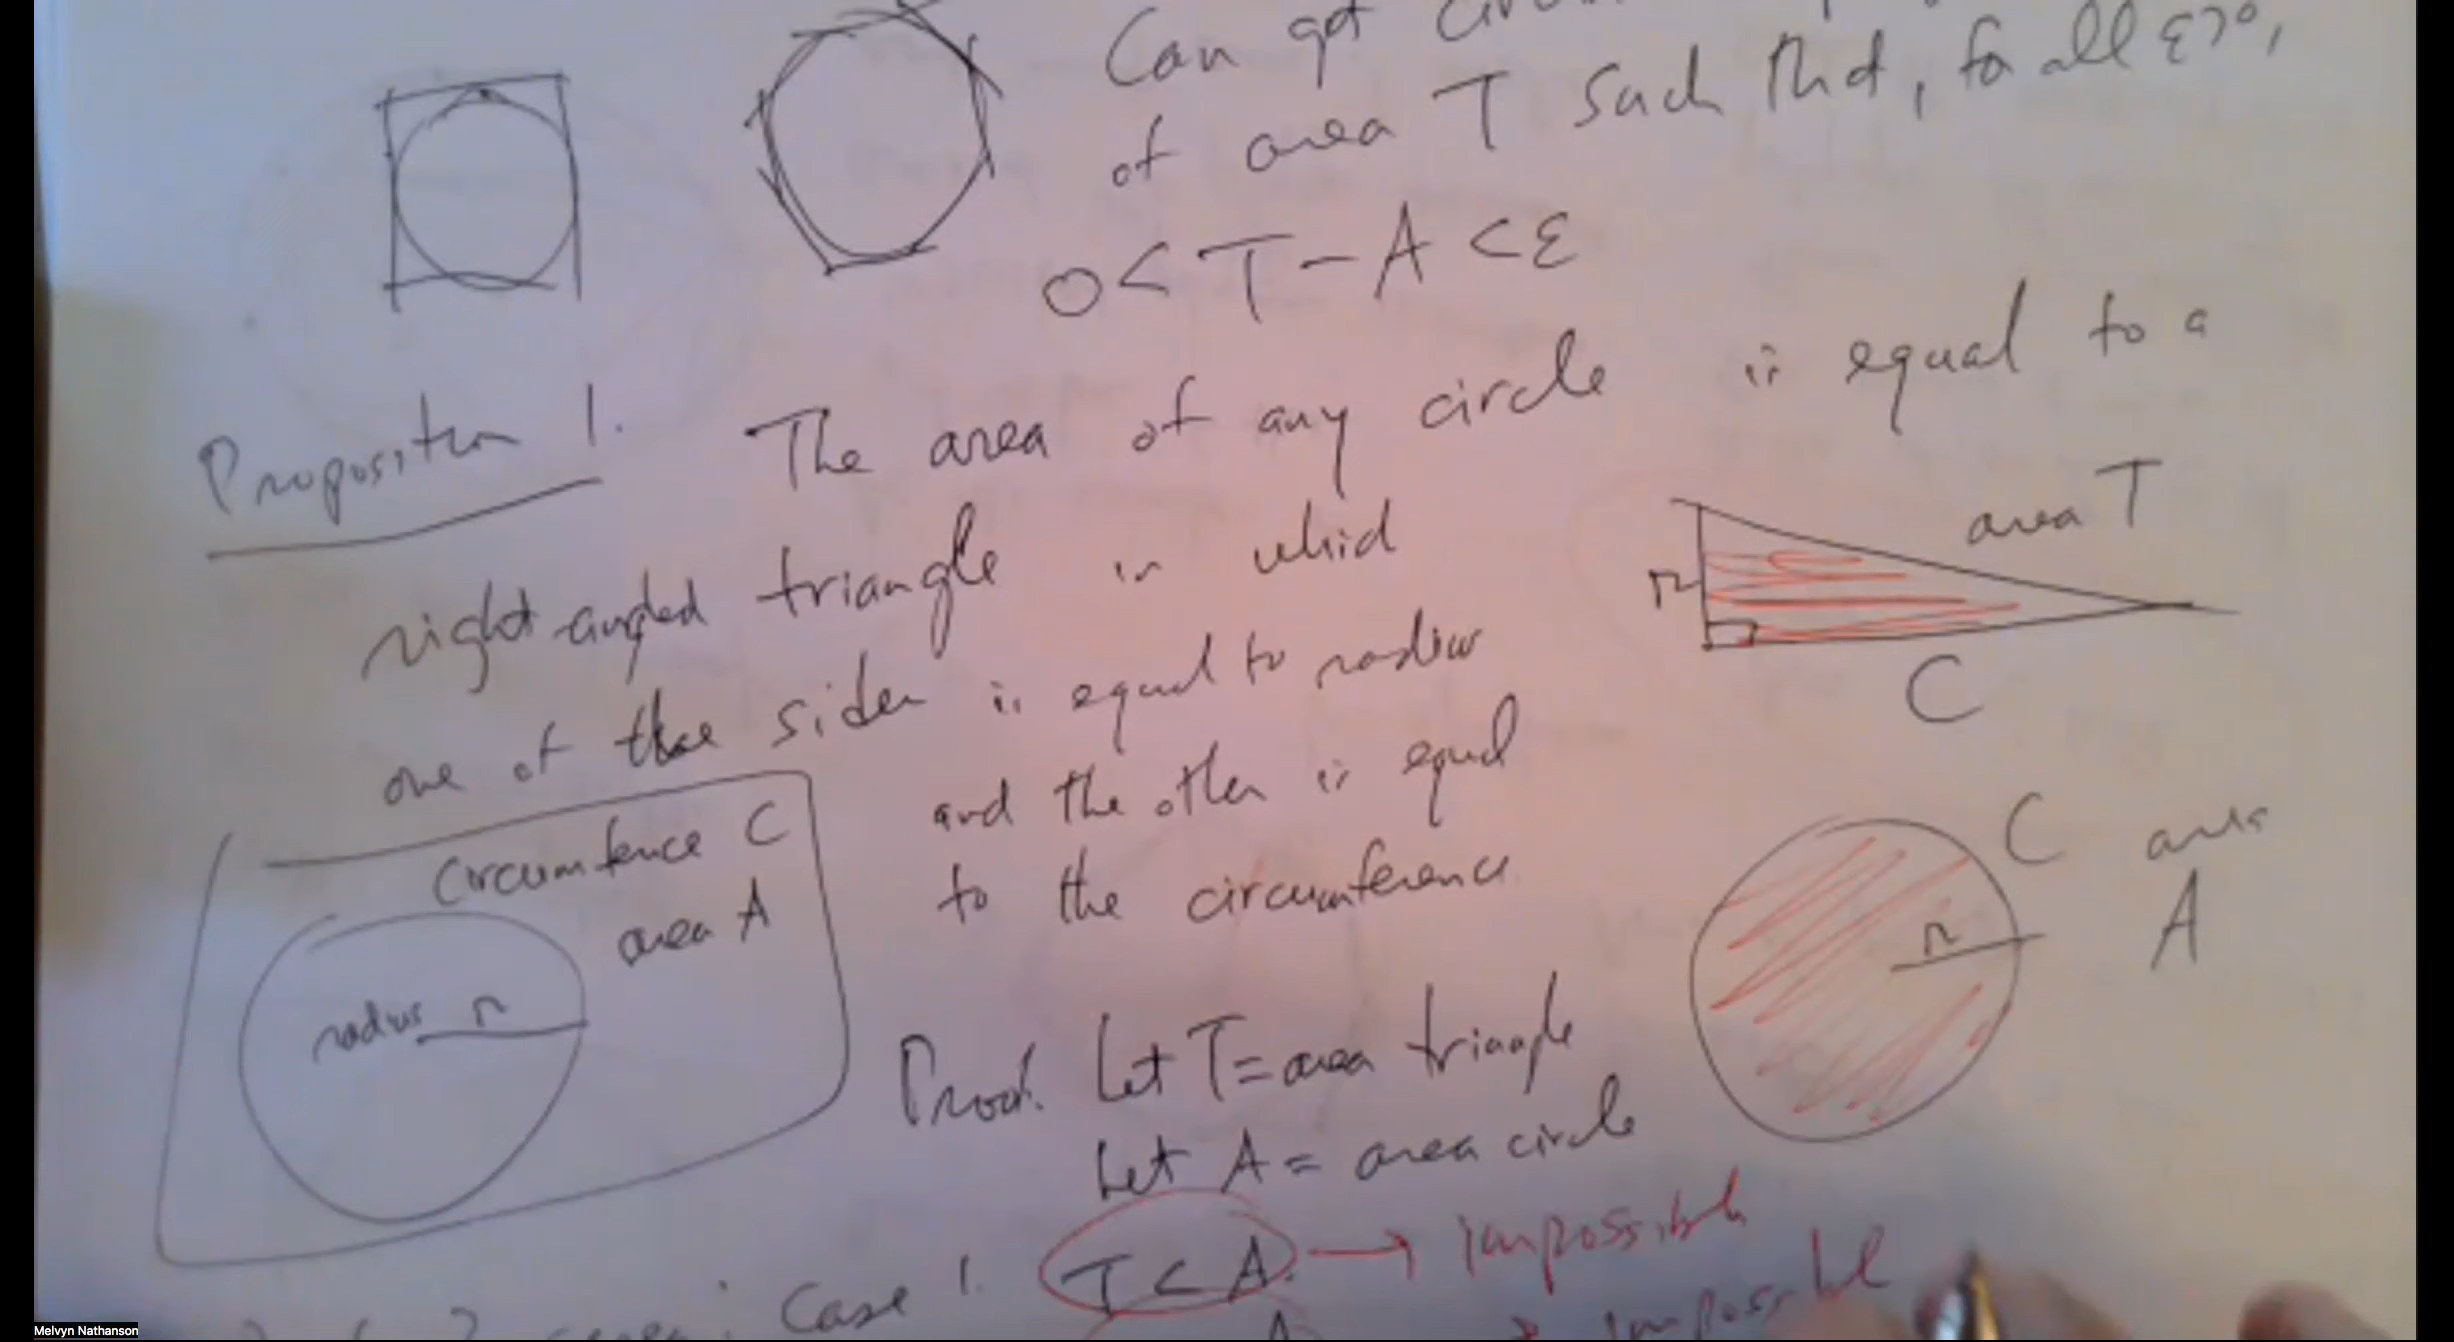 Can get
of area T such that, for all ε>0,
0 < T - A < ε
Proposition 1. The area of any circle is equal to a
right-angled triangle in which
one of the sides is equal to radius
and the other is equal
to the circumference
area T
r
C
Circumference C
area A
radius r
C area
A
r
Proof. Let T = area triangle
Let A = area circle
Case 1. T < A. → impossible
A → impossible
Melvyn Nathanson